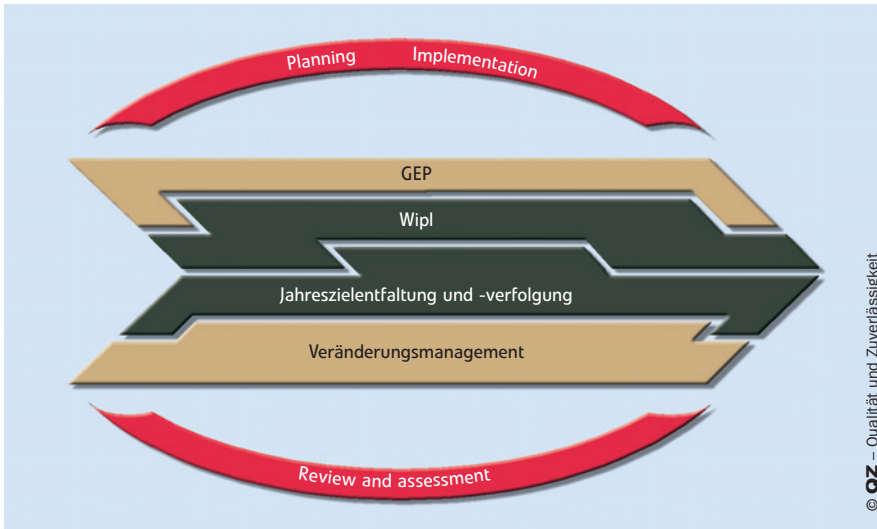 Planning Implementation
GEP
Wipl
Jahreszielentfaltung und -verfolgung
Veränderungsmanagement
Review and assessment
© QZ – Qualität und Zuverlässigkeit